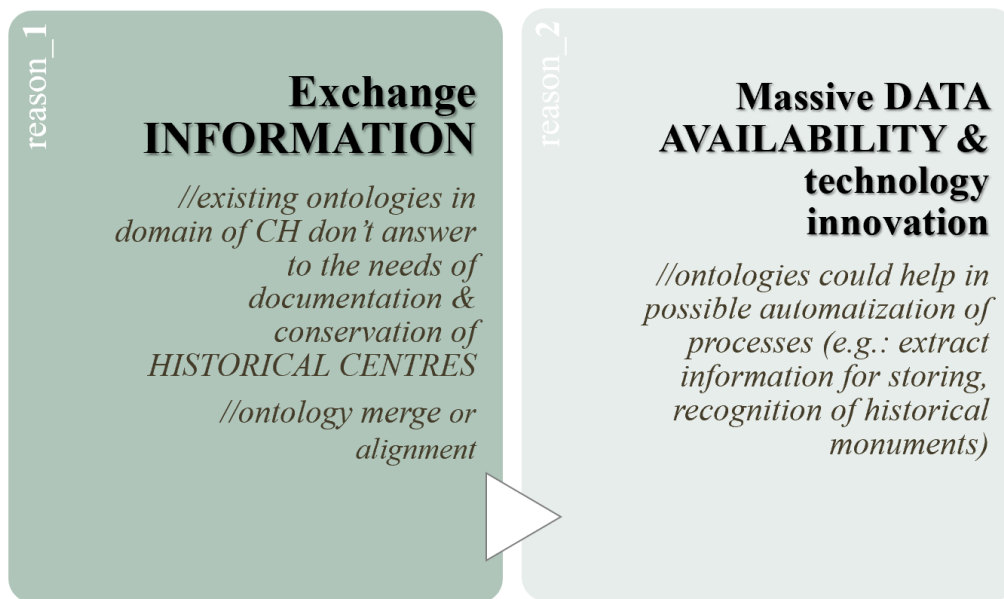 reason_1
Exchange
INFORMATION
//existing ontologies in
domain of CH don’t answer
to the needs of
documentation &
conservation of
HISTORICAL CENTRES
//ontology merge or
alignment
reason_2
Massive DATA
AVAILABILITY &
technology
innovation
//ontologies could help in
possible automatization of
processes (e.g.: extract
information for storing,
recognition of historical
monuments)